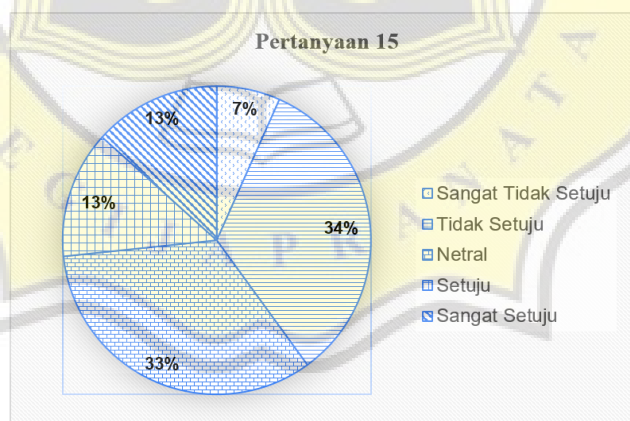 Pertanyaan 15
7%
13%
13%
34%
33%
Sangat Tidak Setuju
Tidak Setuju
Netral
Setuju
Sangat Setuju